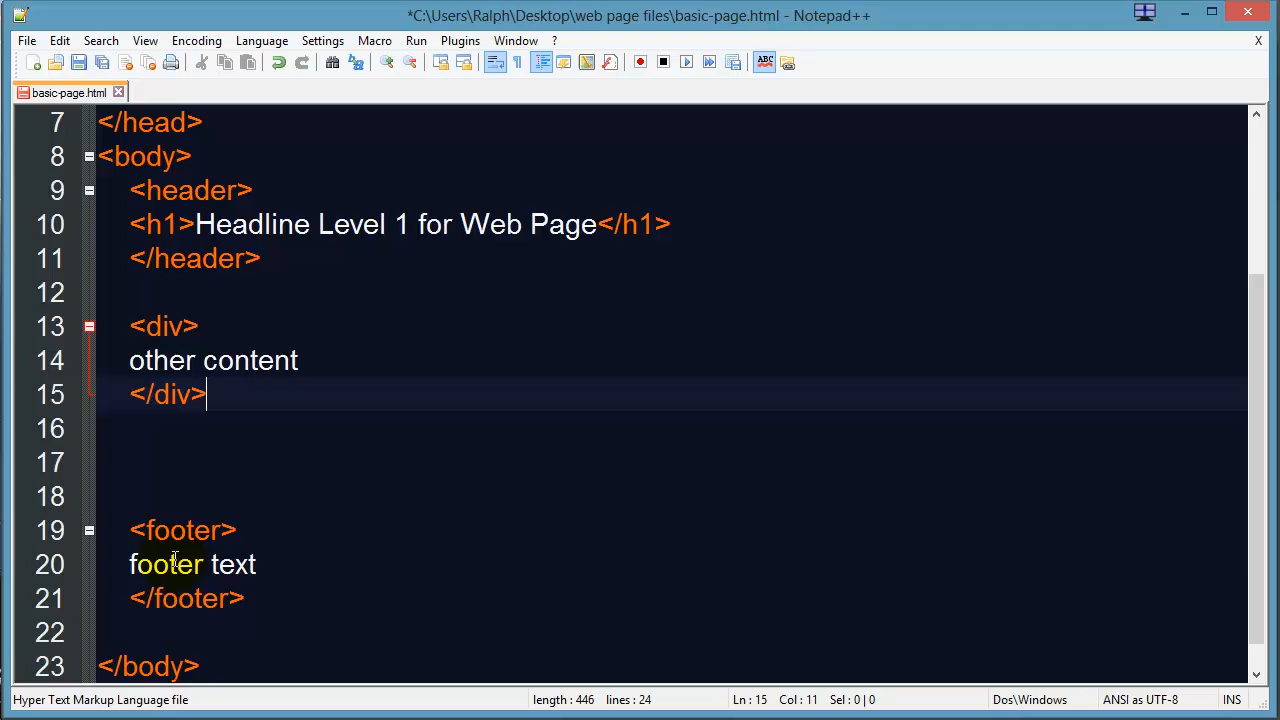 *C:\Users\Ralph\Desktop\web page files\basic-page.html - Notepad++
File Edit Search View Encoding Language Settings Macro Run Plugins Window ? X
basic-page.html
7 </head>
8 <body>
9 <header>
10 <h1>Headline Level 1 for Web Page</h1>
11 </header>
12
13 <div>
14 other content
15 </div>
16
17
18
19 <footer>
20 footer text
21 </footer>
22
23 </body>
Hyper Text Markup Language file length : 446 lines : 24 Ln : 15 Col : 11 Sel : 0 | 0 Dos\Windows ANSI as UTF-8 INS